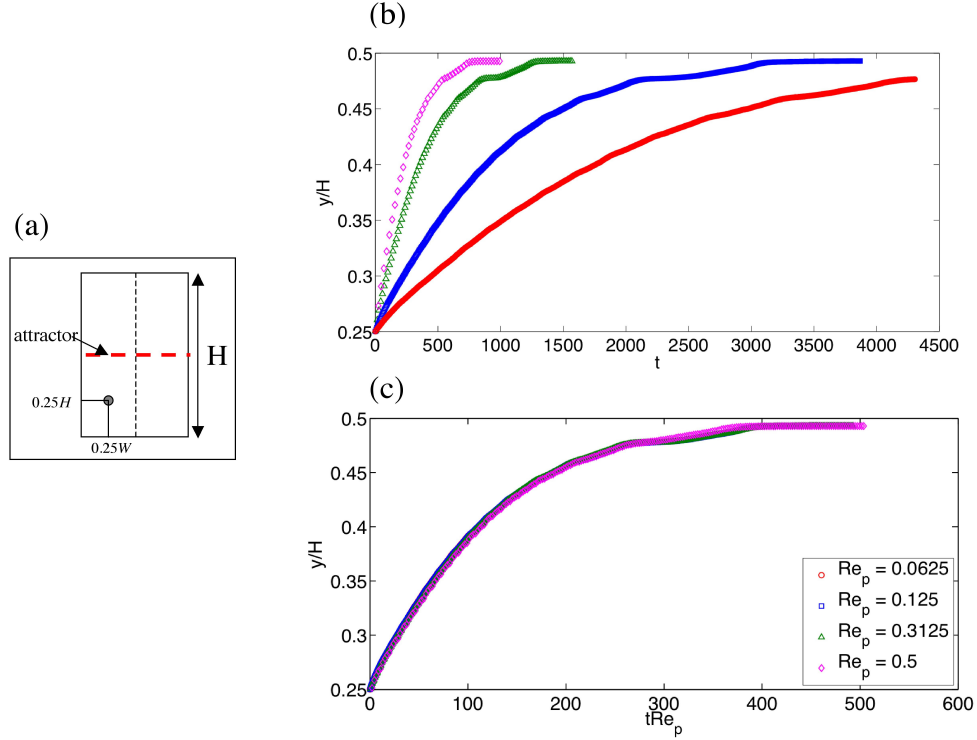 (a)
attractor
H
0.25H
0.25W
(b)
0.5
0.45
0.4
0.35
0.3
0.25
y/H
0 500 1000 1500 2000 2500 3000 3500 4000 4500
t
(c)
0.5
0.45
0.4
0.35
0.3
0.25
y/H
Re_p = 0.0625
Re_p = 0.125
Re_p = 0.3125
Re_p = 0.5
0 100 200 300 400 500 600
tRe_p